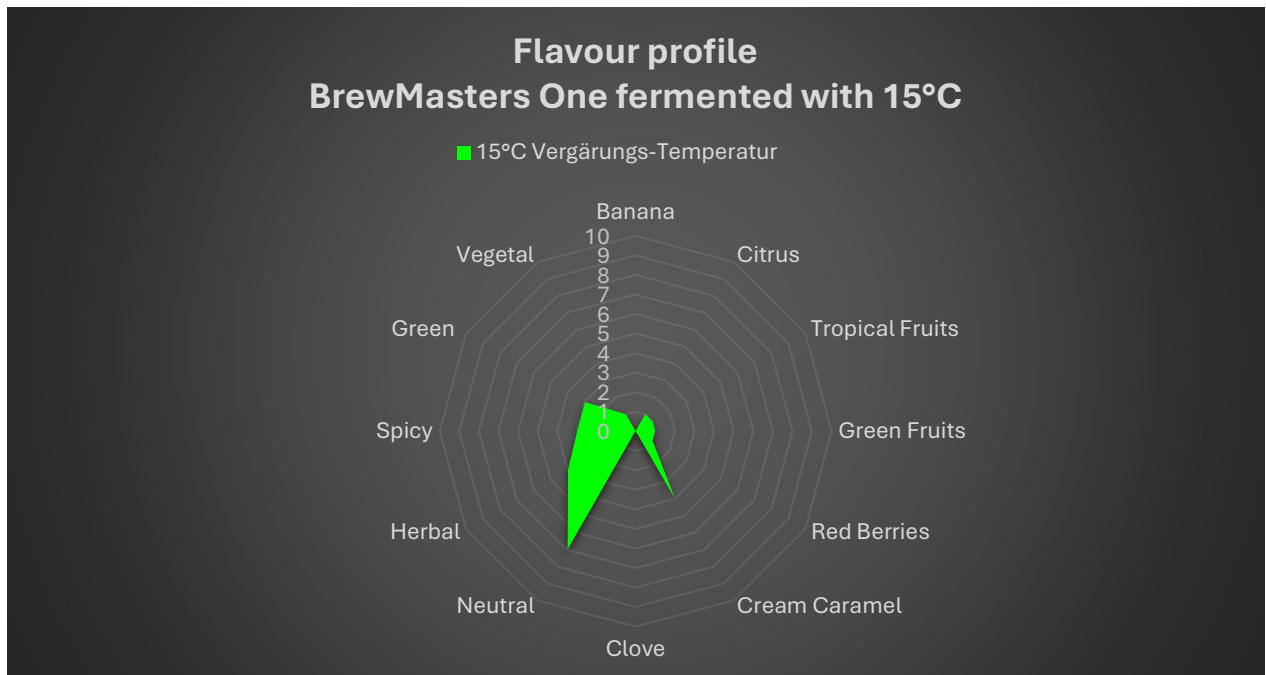 Flavour profile
BrewMasters One fermented with 15°C
15°C Vergärungs-Temperatur
Banana
Citrus
Tropical Fruits
Green Fruits
Red Berries
Cream Caramel
Clove
Neutral
Herbal
Spicy
Green
Vegetal
10
9
8
7
6
5
4
3
2
1
0